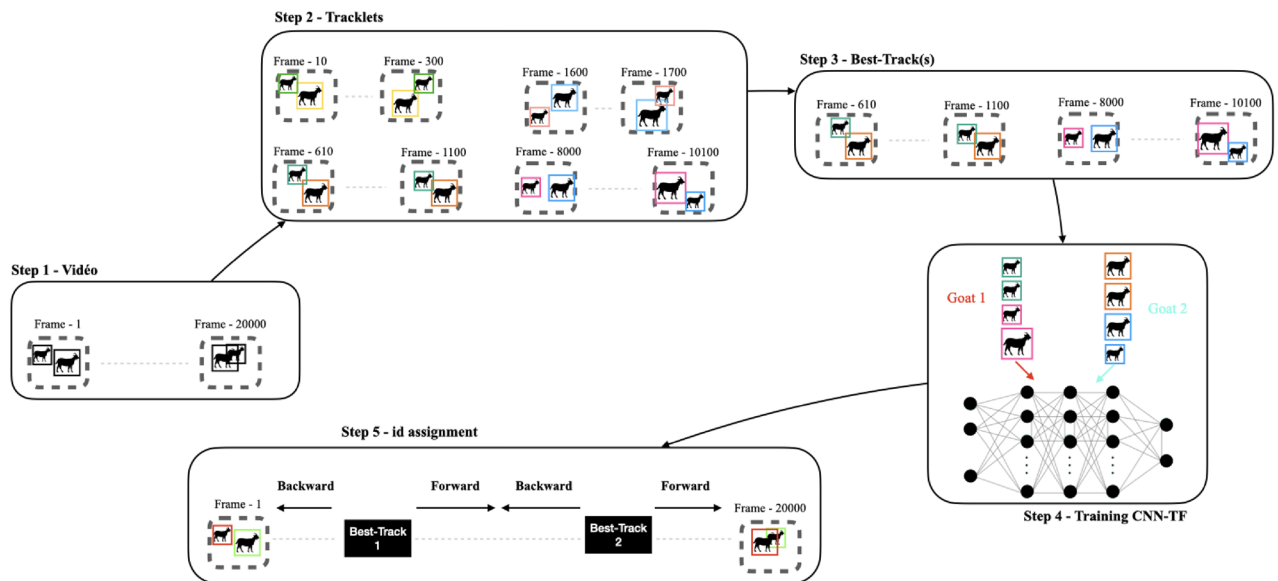 Step 2 - Tracklets
Frame - 10
Frame - 300
Frame - 1600
Frame - 1700
Frame - 610
Frame - 1100
Frame - 8000
Frame - 10100
Step 3 - Best-Track(s)
Frame - 610
Frame - 1100
Frame - 8000
Frame - 10100
Step 1 - Vidéo
Frame - 1
Frame - 20000
Goat 1
Goat 2
Step 4 - Training CNN-TF
Step 5 - id assignment
Backward
Forward
Backward
Forward
Frame - 1
Best-Track
1
Best-Track
2
Frame - 20000